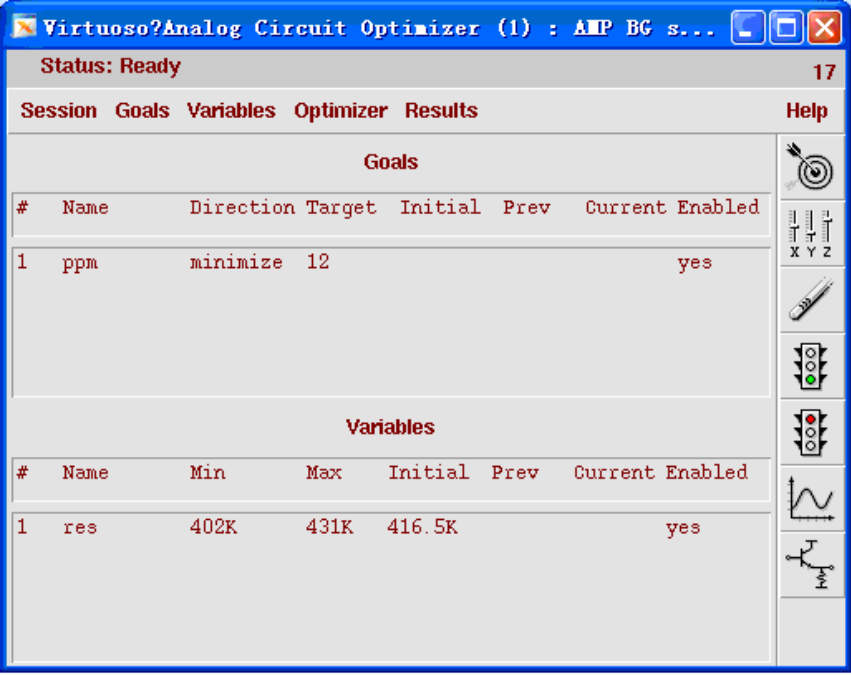 Virtuoso?Analog Circuit Optimizer (1) : AMP BG s...
Status: Ready
17
Session Goals Variables Optimizer Results Help
Goals
# Name Direction Target Initial Prev Current Enabled
1 ppm minimize 12 yes
X Y Z
Variables
# Name Min Max Initial Prev Current Enabled
1 res 402K 431K 416.5K yes